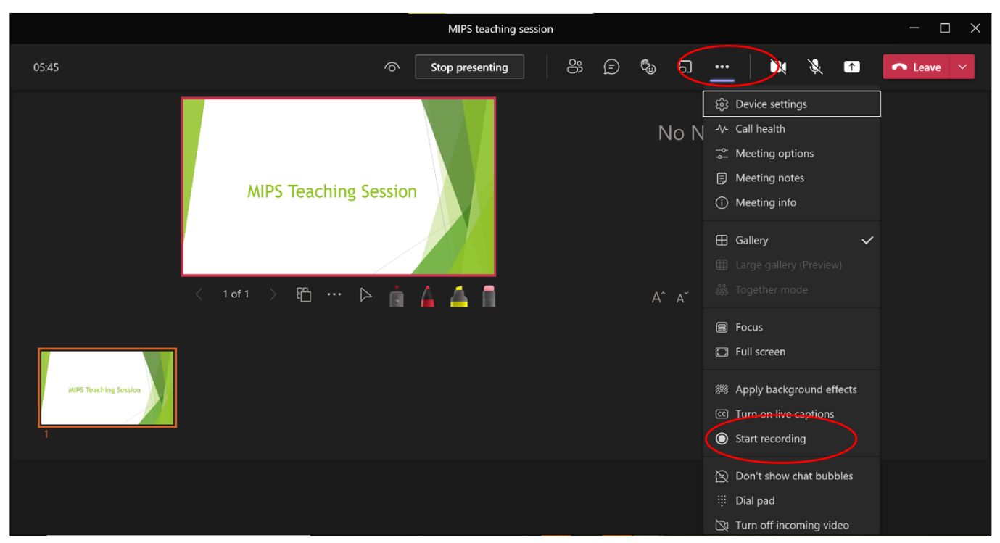 MIPS teaching session
05:45
Stop presenting
Leave
Device settings
No N
Call health
Meeting options
Meeting notes
Meeting info
MIPS Teaching Session
Gallery
Large gallery (Preview)
Together mode
1 of 1
A^ A˅
Focus
Full screen
MIPS Teaching Session
1
Apply background effects
CC Turn on live captions
Start recording
Don't show chat bubbles
Dial pad
Turn off incoming video